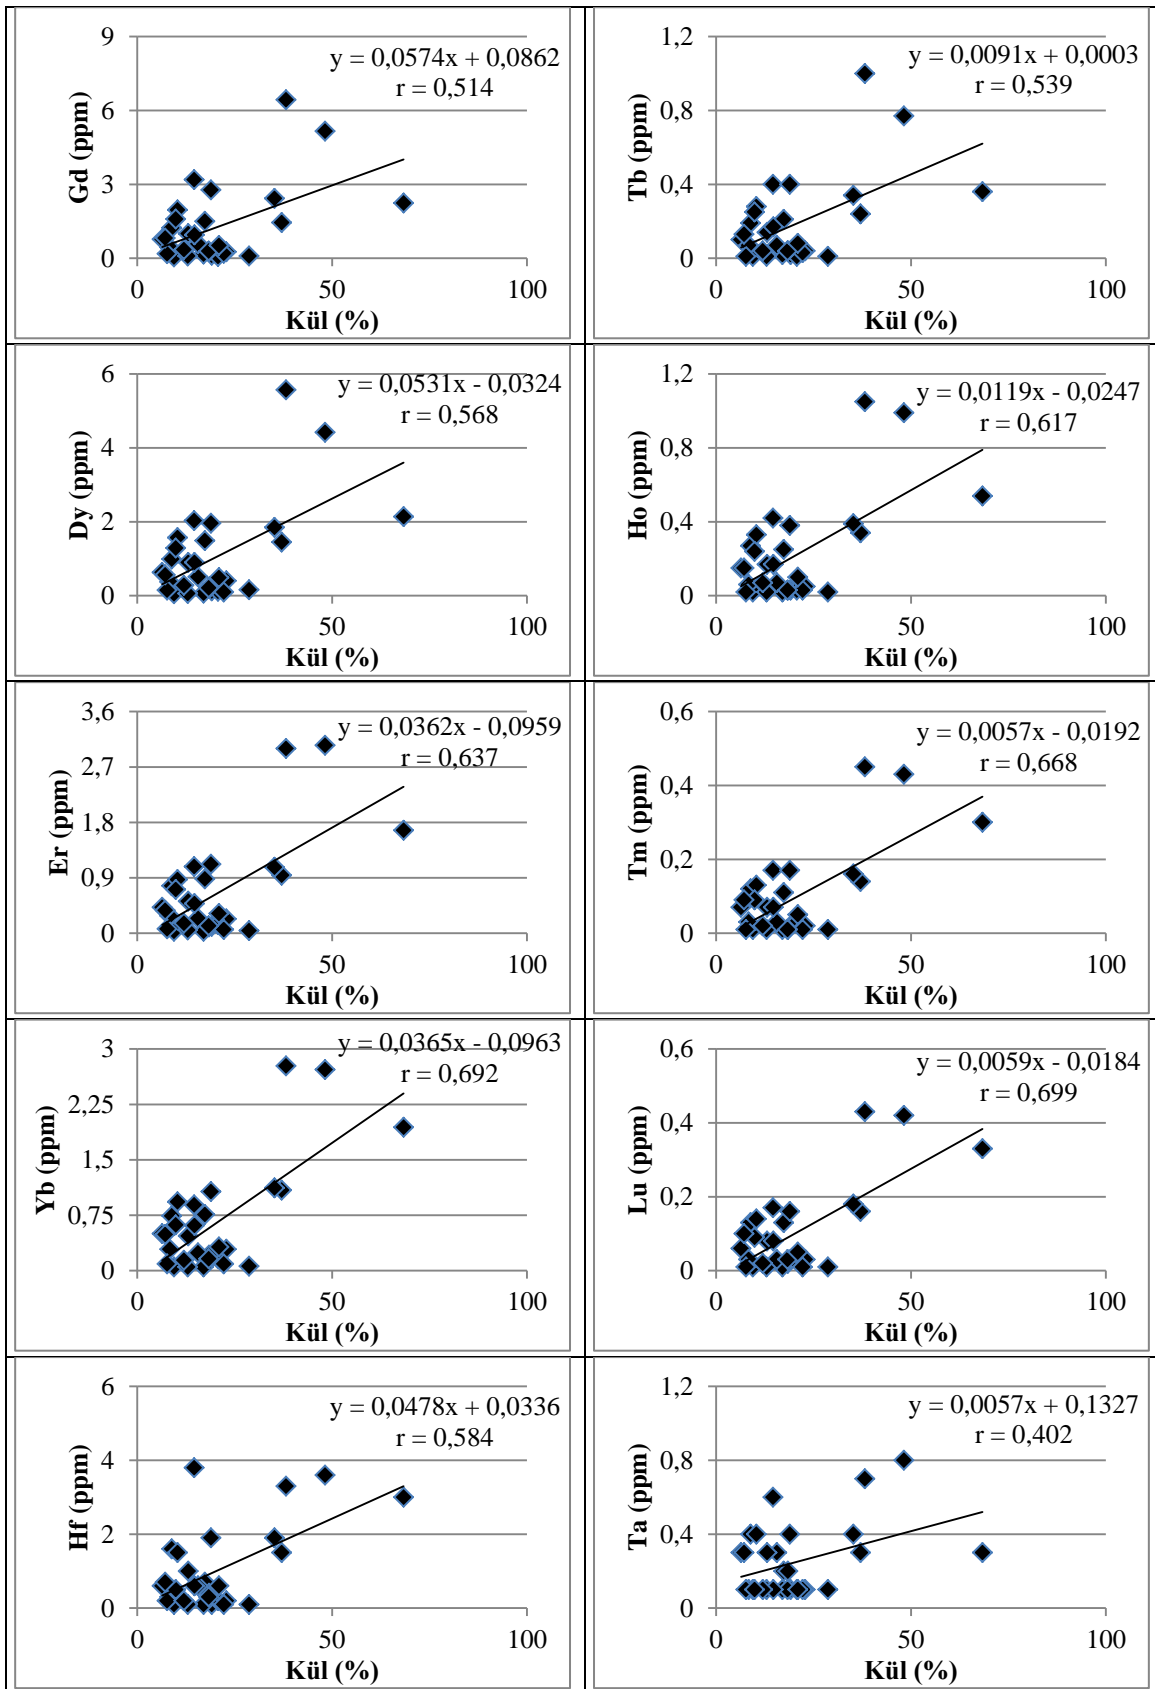 9
6
3
0
0
50
100
Gd (ppm)
Kül (%)
y = 0,0574x + 0,0862
r = 0,514
1,2
0,8
0,4
0
0
50
100
Tb (ppm)
Kül (%)
y = 0,0091x + 0,0003
r = 0,539
6
4
2
0
0
50
100
Dy (ppm)
Kül (%)
y = 0,0531x - 0,0324
r = 0,568
1,2
0,8
0,4
0
0
50
100
Ho (ppm)
Kül (%)
y = 0,0119x - 0,0247
r = 0,617
3,6
2,7
1,8
0,9
0
0
50
100
Er (ppm)
Kül (%)
y = 0,0362x - 0,0959
r = 0,637
0,6
0,4
0,2
0
0
50
100
Tm (ppm)
Kül (%)
y = 0,0057x - 0,0192
r = 0,668
3
2,25
1,5
0,75
0
0
50
100
Yb (ppm)
Kül (%)
y = 0,0365x - 0,0963
r = 0,692
0,6
0,4
0,2
0
0
50
100
Lu (ppm)
Kül (%)
y = 0,0059x - 0,0184
r = 0,699
6
4
2
0
0
50
100
Hf (ppm)
Kül (%)
y = 0,0478x + 0,0336
r = 0,584
1,2
0,8
0,4
0
0
50
100
Ta (ppm)
Kül (%)
y = 0,0057x + 0,1327
r = 0,402